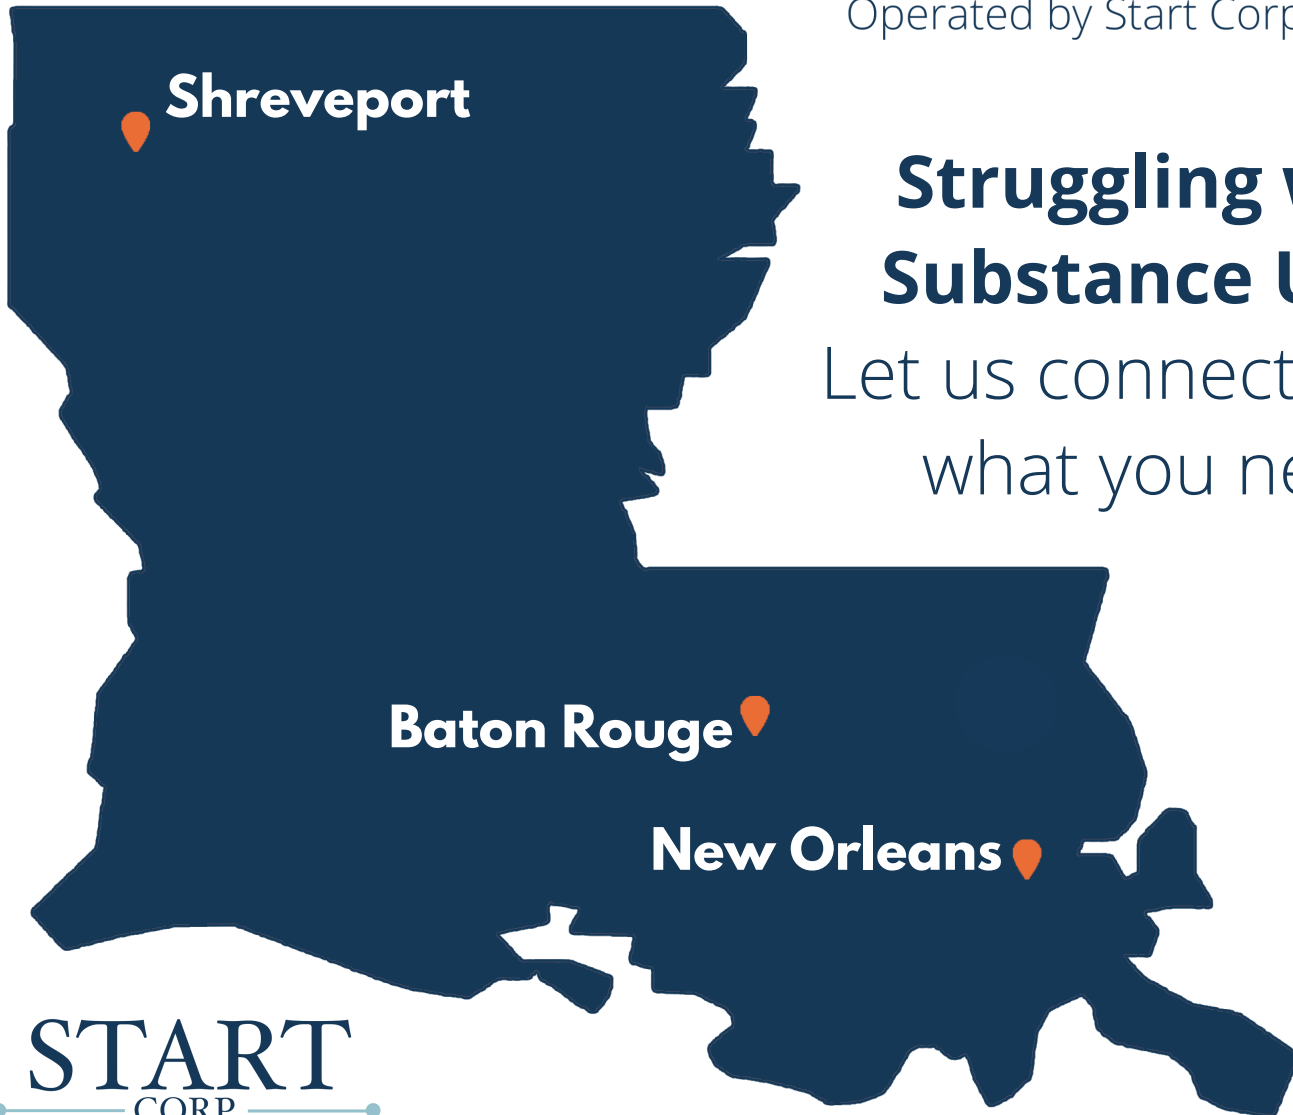 Operated by Start Corp
Shreveport
Struggling
Substance
Let us connect
what you
Baton Rouge
New Orleans
START
CORP